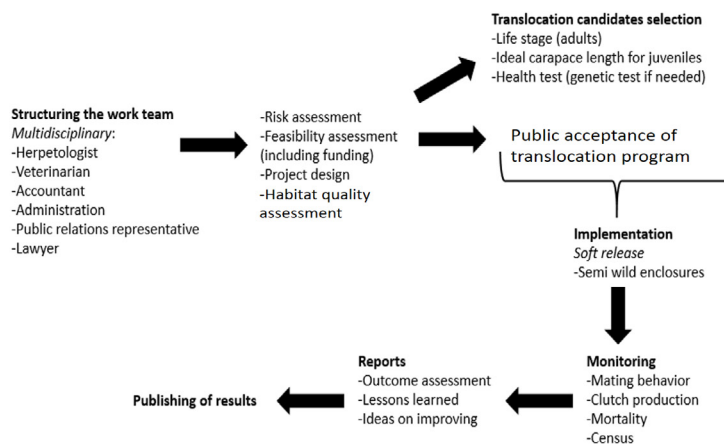 Structuring the work team
Multidisciplinary:
-Herpetologist
-Veterinarian
-Accountant
-Administration
-Public relations representative
-Lawyer
-Risk assessment
-Feasibility assessment
(including funding)
-Project design
-Habitat quality
assessment
Translocation candidates selection
-Life stage (adults)
-Ideal carapace length for juveniles
-Health test (genetic test if needed)
Public acceptance of
translocation program
Implementation
Soft release
-Semi wild enclosures
Monitoring
-Mating behavior
-Clutch production
-Mortality
-Census
Reports
-Outcome assessment
-Lessons learned
-Ideas on improving
Publishing of results